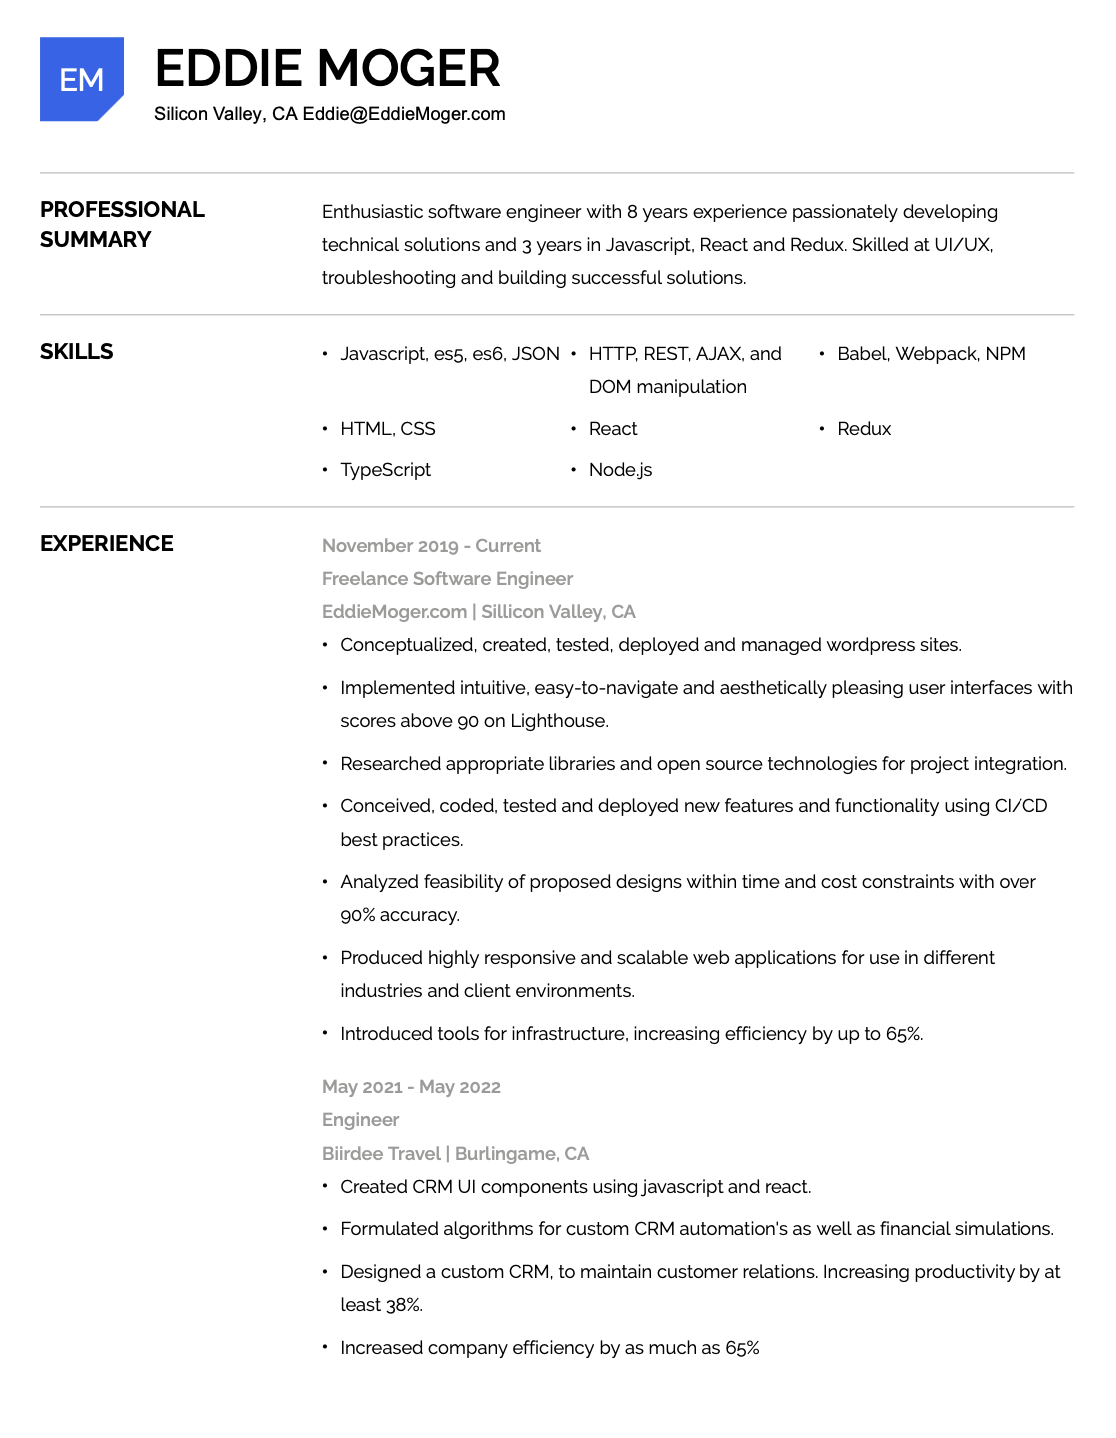 EM
EDDIE MOGER
Silicon Valley, CA Eddie@EddieMoger.com
PROFESSIONAL
SUMMARY
Enthusiastic software engineer with 8 years experience passionately developing
technical solutions and 3 years in Javascript, React and Redux. Skilled at UI/UX,
troubleshooting and building successful solutions.
SKILLS
• Javascript, es5, es6, JSON
• HTTP, REST, AJAX, and
DOM manipulation
• Babel, Webpack, NPM
• HTML, CSS
• React
• Redux
• TypeScript
• Node.js
EXPERIENCE
November 2019 - Current
Freelance Software Engineer
EddieMoger.com | Sillicon Valley, CA
• Conceptualized, created, tested, deployed and managed wordpress sites.
• Implemented intuitive, easy-to-navigate and aesthetically pleasing user interfaces with
scores above 90 on Lighthouse.
• Researched appropriate libraries and open source technologies for project integration.
• Conceived, coded, tested and deployed new features and functionality using CI/CD
best practices.
• Analyzed feasibility of proposed designs within time and cost constraints with over
90% accuracy.
• Produced highly responsive and scalable web applications for use in different
industries and client environments.
• Introduced tools for infrastructure, increasing efficiency by up to 65%.
May 2021 - May 2022
Engineer
Biirdee Travel | Burlingame, CA
• Created CRM UI components using javascript and react.
• Formulated algorithms for custom CRM automation's as well as financial simulations.
• Designed a custom CRM, to maintain customer relations. Increasing productivity by at
least 38%.
• Increased company efficiency by as much as 65%